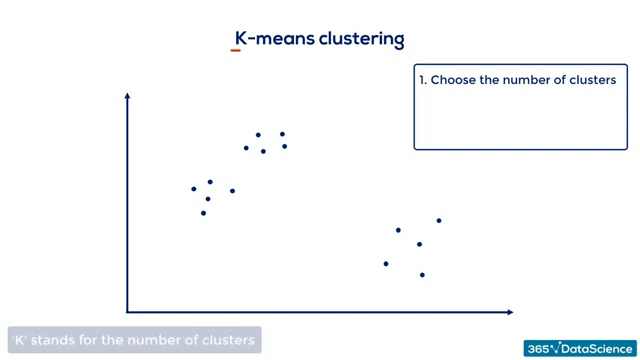 K-means clustering
1. Choose the number of clusters
'K' stands for the number of clusters
365 DataScience